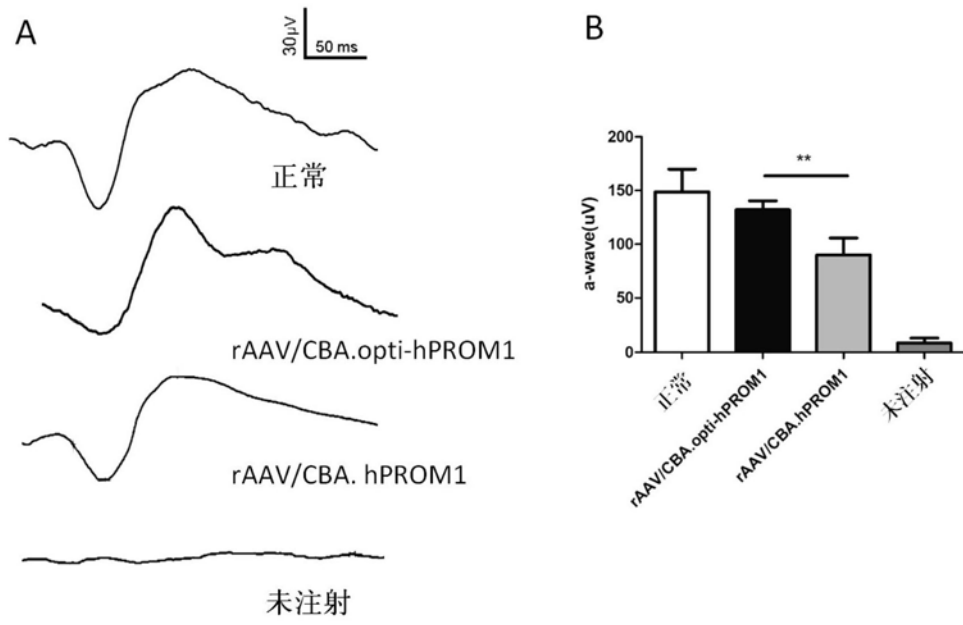 A
30μV
50 ms
正常
rAAV/CBA.opti-hPROM1
rAAV/CBA. hPROM1
未注射
B
**
200
150
100
50
0
a-wave(uV)
正常
rAAV/CBA.opti-hPROM1
rAAV/CBA.hPROM1
未注射